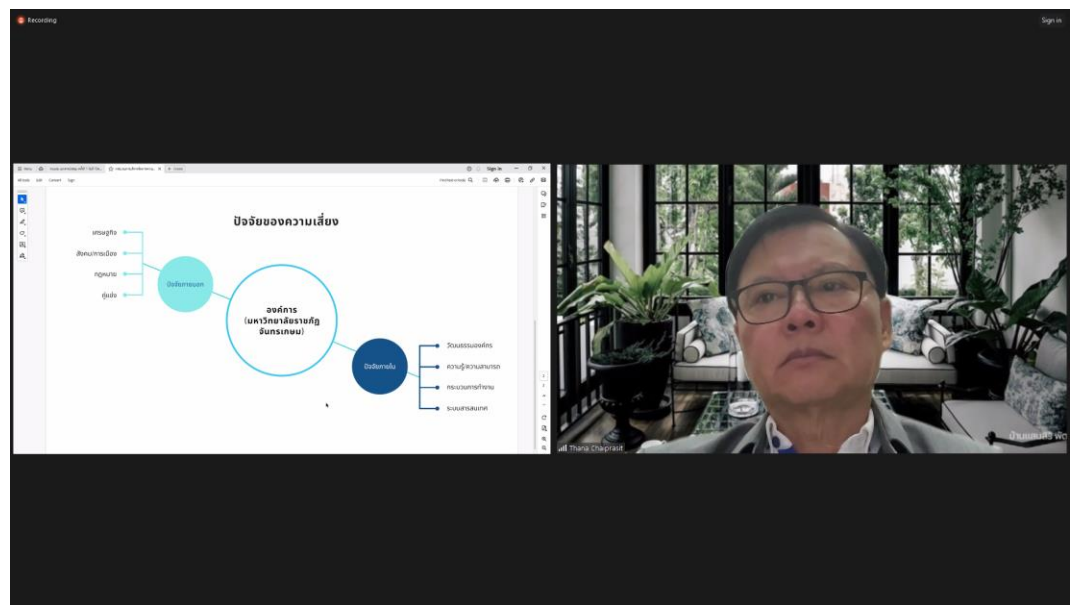 Recording
Sign in
Sign in
ปัจจัยของความเสี่ยง
เศรษฐกิจ
สังคม/การเมือง
กฎหมาย
คู่แข่ง
ปัจจัยภายนอก
องค์การ
(มหาวิทยาลัยราชภัฏ
จันทรเกษม)
ปัจจัยภายใน
วัฒนธรรมองค์กร
ความรู้ความสามารถ
กระบวนการทำงาน
ระบบสารสนเทศ
Thana Chaiprasit